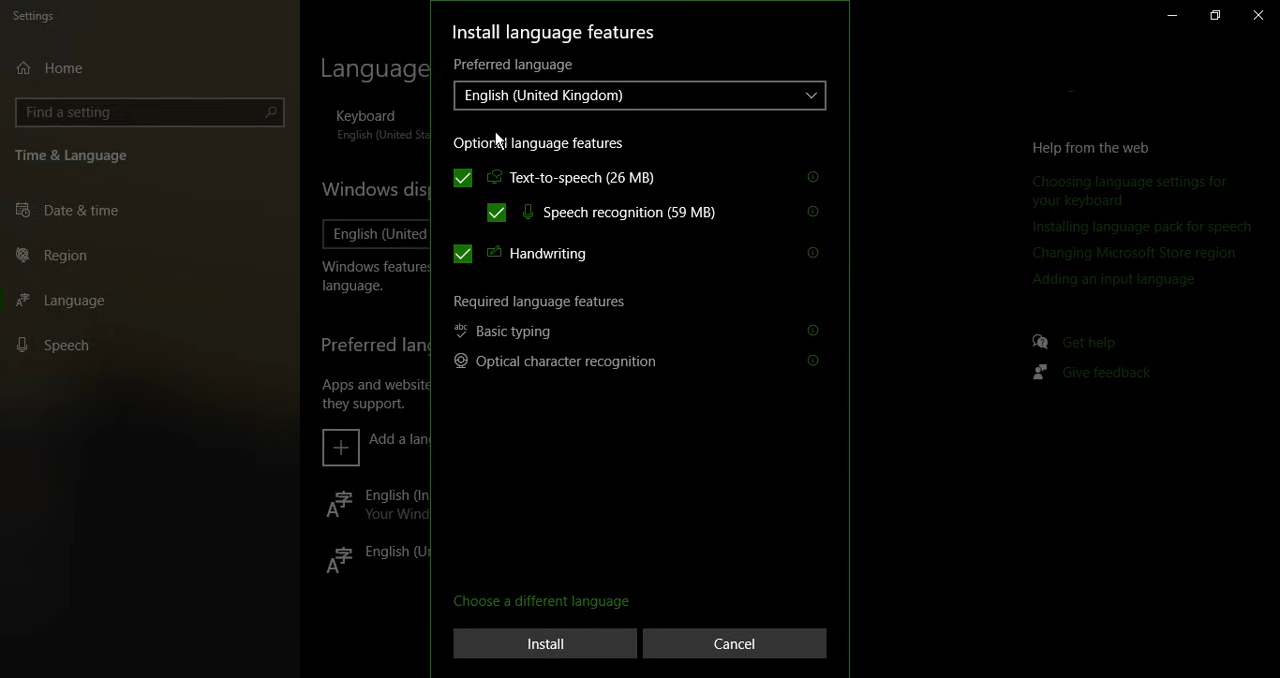 Settings
Home
Find a setting
Time & Language
Date & time
Region
Language
Speech
Language
Keyboard
English (United Sta
Windows disp
English (United
Windows features
language.
Preferred lang
Apps and website
they support.
Add a lan
English (In
Your Wind
English (Un
Install language features
Preferred language
English (United Kingdom)
Optional language features
Text-to-speech (26 MB)
Speech recognition (59 MB)
Handwriting
Required language features
abc Basic typing
Optical character recognition
Choose a different language
Install
Cancel
Help from the web
Choosing language settings for
your keyboard
Installing language pack for speech
Changing Microsoft Store region
Adding an input language
Get help
Give feedback